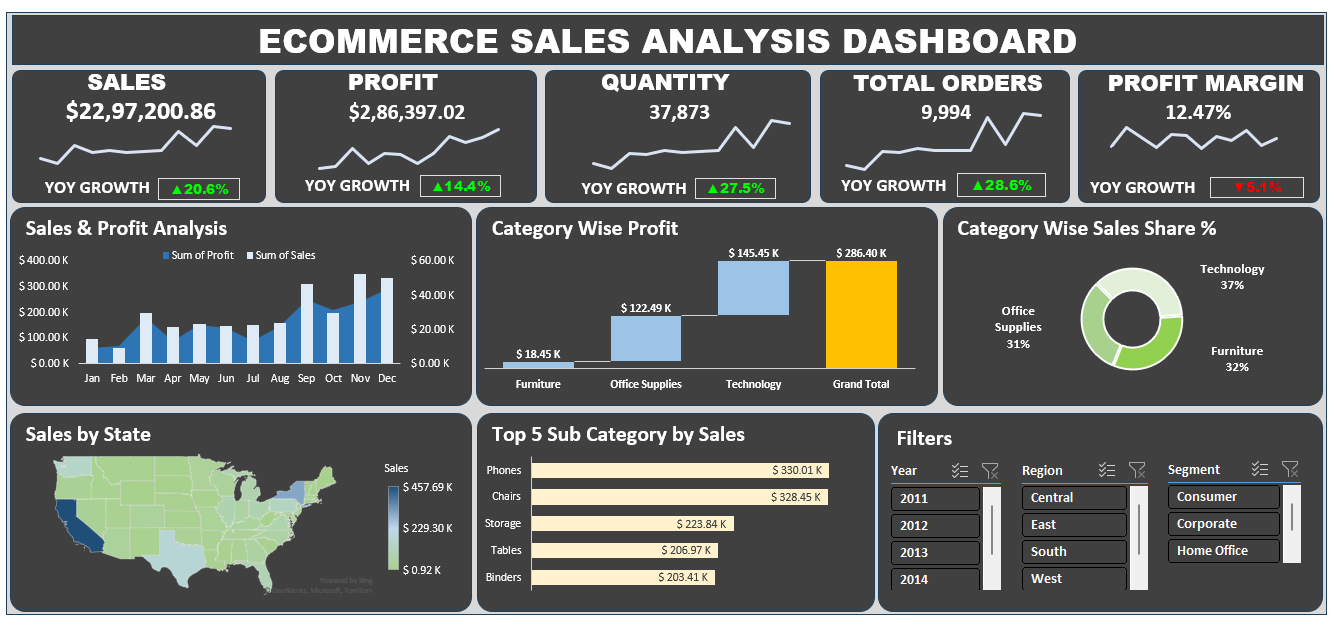 ECOMMERCE SALES ANALYSIS DASHBOARD
SALES
$22,97,200.86
YOY GROWTH ▲20.6%
PROFIT
$2,86,397.02
YOY GROWTH ▲14.4%
QUANTITY
37,873
YOY GROWTH ▲27.5%
TOTAL ORDERS
9,994
YOY GROWTH ▲28.6%
PROFIT MARGIN
12.47%
YOY GROWTH ▼5.1%
Sales & Profit Analysis
Sum of Profit Sum of Sales
$ 400.00 K
$ 300.00 K
$ 200.00 K
$ 100.00 K
$ 0.00 K
$ 60.00 K
$ 40.00 K
$ 20.00 K
$ 0.00 K
Jan Feb Mar Apr May Jun Jul Aug Sep Oct Nov Dec
Category Wise Profit
$ 18.45 K
$ 122.49 K
$ 145.45 K
$ 286.40 K
Furniture Office Supplies Technology Grand Total
Category Wise Sales Share %
Technology
37%
Office
Supplies
31%
Furniture
32%
Sales by State
Sales
$ 457.69 K
$ 229.30 K
$ 0.92 K
Powered by Bing
GeoNames, Microsoft, TomTom
Top 5 Sub Category by Sales
Phones $ 330.01 K
Chairs $ 328.45 K
Storage $ 223.84 K
Tables $ 206.97 K
Binders $ 203.41 K
Filters
Year
2011
2012
2013
2014
Region
Central
East
South
West
Segment
Consumer
Corporate
Home Office